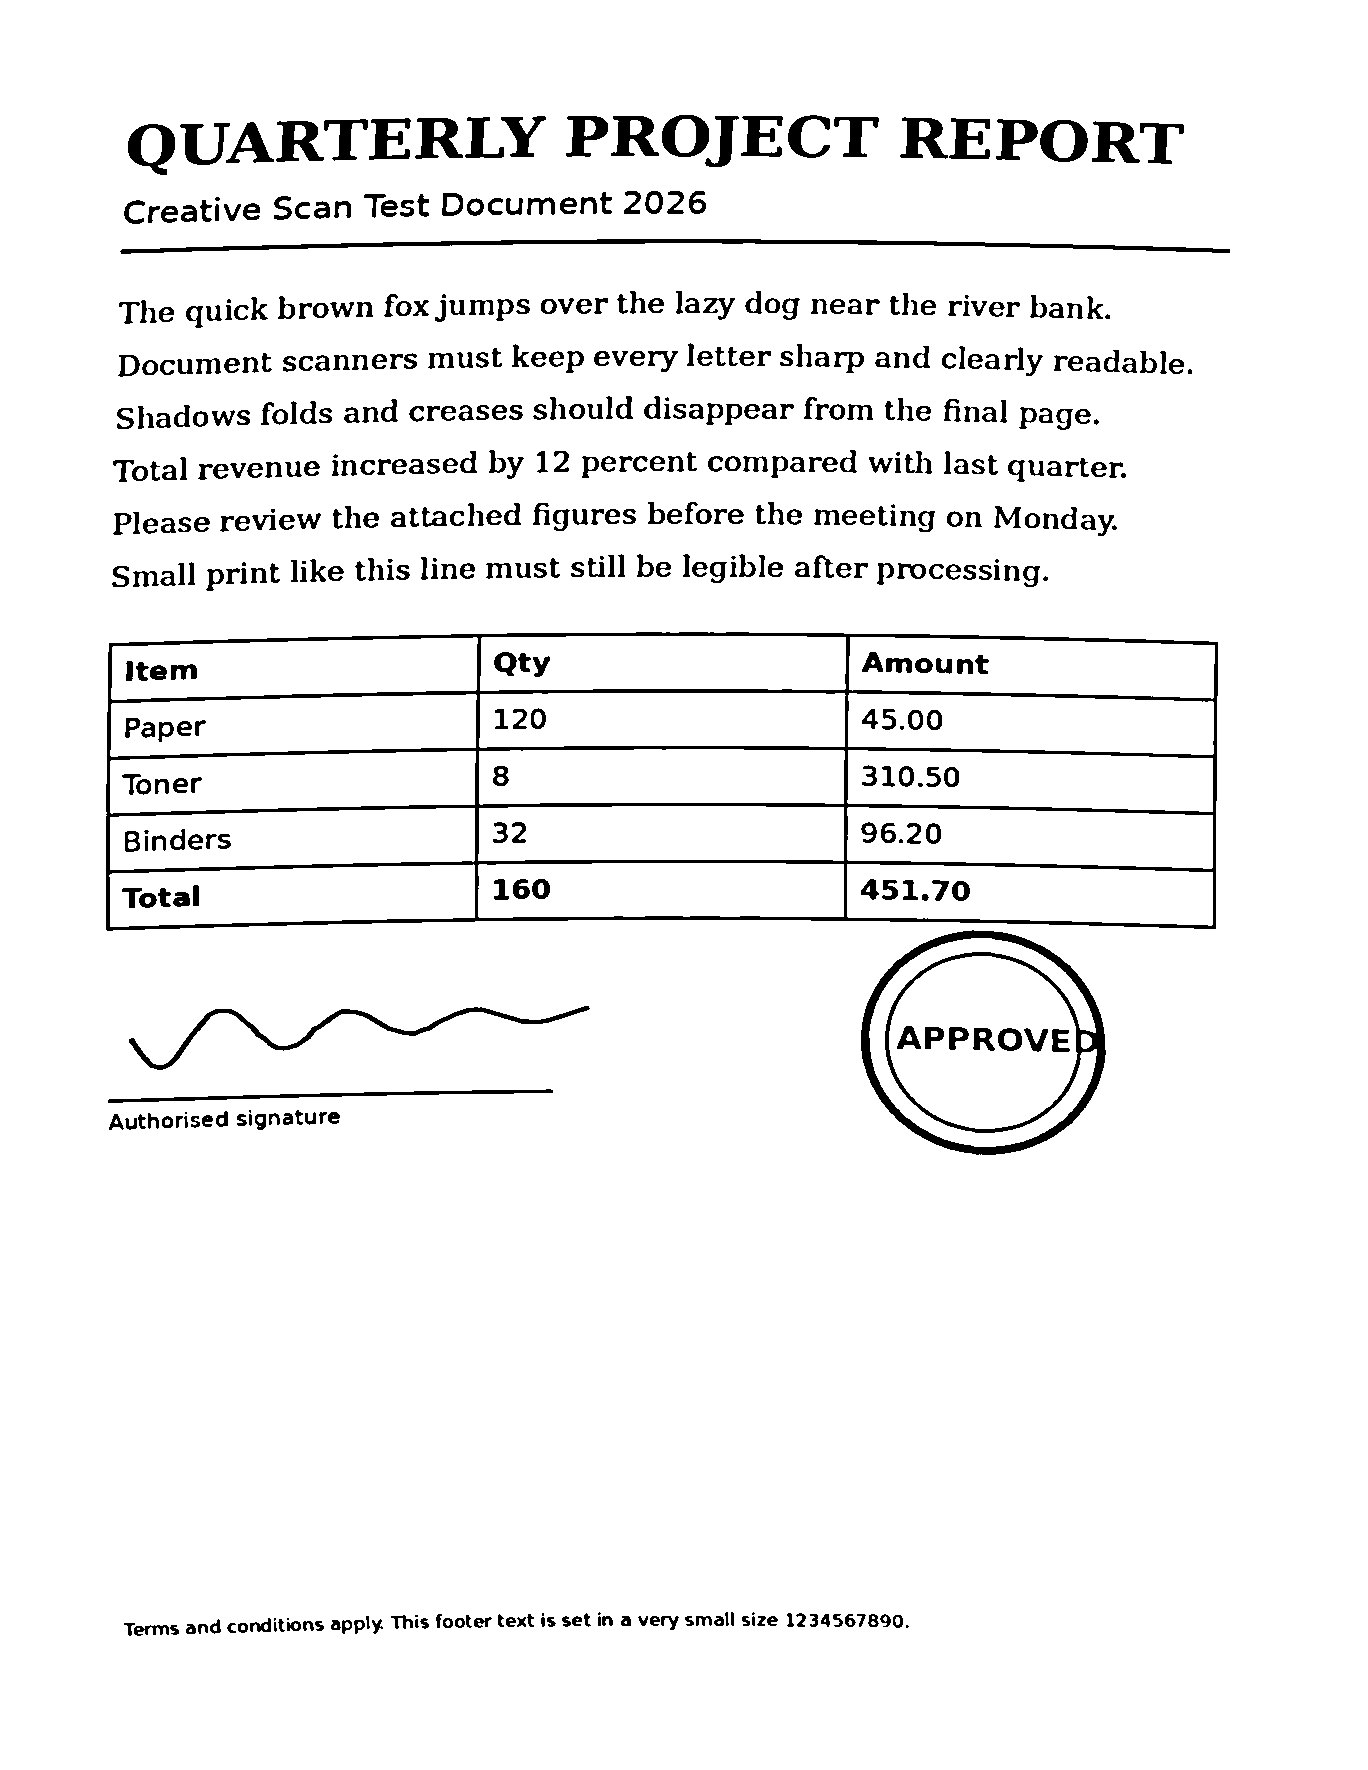 QUARTERLY PROJECT REPORT
Creative Scan Test Document 2026
The quick brown fox jumps over the lazy dog near the river bank.
Document scanners must keep every letter sharp and clearly readable.
Shadows folds and creases should disappear from the final page.
Total revenue increased by 12 percent compared with last quarter.
Please review the attached figures before the meeting on Monday.
Small print like this line must still be legible after processing.
Item Qty Amount
Paper 120 45.00
Toner 8 310.50
Binders 32 96.20
Total 160 451.70
APPROVED
Authorised signature
Terms and conditions apply. This footer text is set in a very small size 1234567890.